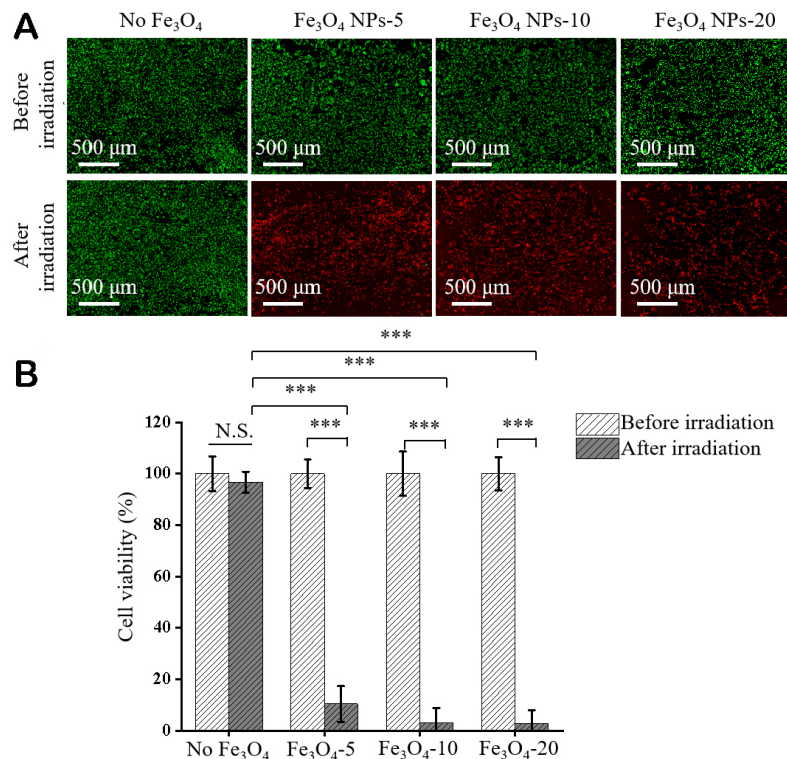 A
No Fe₃O₄
Fe₃O₄ NPs-5
Fe₃O₄ NPs-10
Fe₃O₄ NPs-20
Before
irradiation
500 μm
500 μm
500 μm
500 μm
After
irradiation
500 μm
500 μm
500 μm
500 μm
B
***
***
***
N.S.
***
***
***
Before irradiation
After irradiation
Cell viability (%)
120
100
80
60
40
20
0
No Fe₃O₄
Fe₃O₄-5
Fe₃O₄-10
Fe₃O₄-20